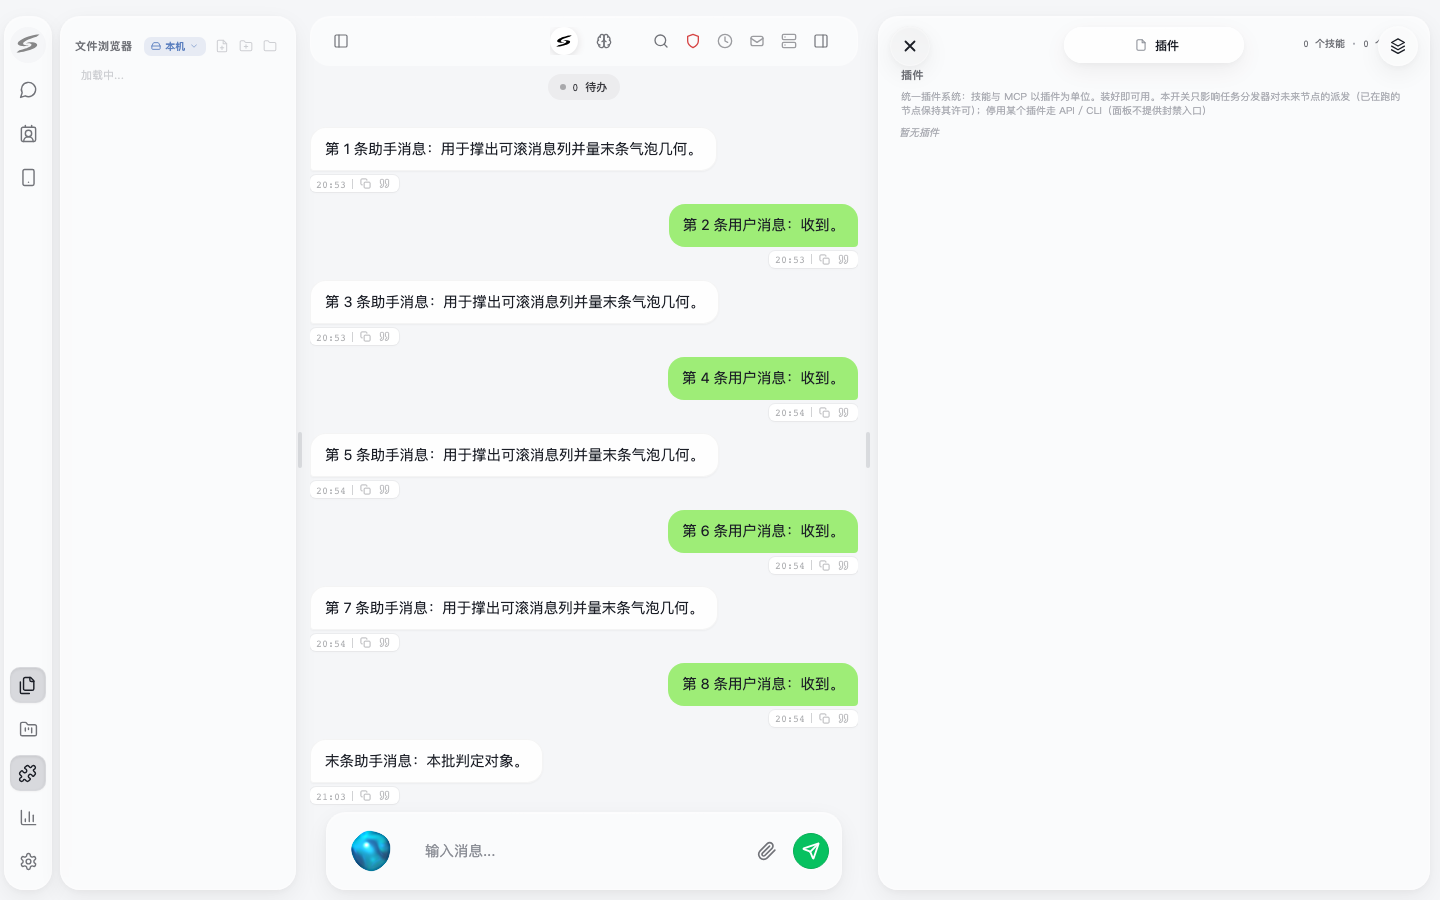 文件浏览器 本机
加载中...
0 待办
第 1 条助手消息：用于撑出可滚消息列并量末条气泡几何。
20:53
第 2 条用户消息：收到。
20:53
第 3 条助手消息：用于撑出可滚消息列并量末条气泡几何。
20:53
第 4 条用户消息：收到。
20:54
第 5 条助手消息：用于撑出可滚消息列并量末条气泡几何。
20:54
第 6 条用户消息：收到。
20:54
第 7 条助手消息：用于撑出可滚消息列并量末条气泡几何。
20:54
第 8 条用户消息：收到。
20:54
末条助手消息：本批判定对象。
21:03
输入消息...
插件
0 个技能 · 0
插件
统一插件系统：技能与 MCP 以插件为单位。装好即可用。本开关只影响任务分发器对未来节点的派发（已在跑的
节点保持其许可）；停用某个插件走 API / CLI（面板不提供封禁入口）
暂无插件